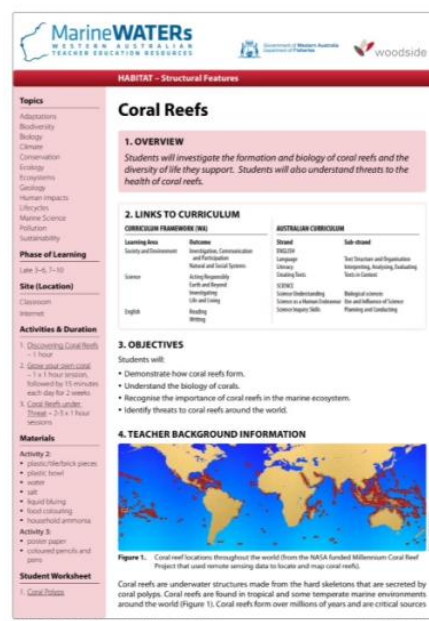 MarineWATERs
WESTERN AUSTRALIAN
TEACHER EDUCATION RESOURCES
Government of Western Australia
Department of Fisheries
woodside
HABITAT – Structural Features
Topics
Adaptations
Biodiversity
Biology
Climate
Conservation
Ecology
Ecosystems
Geology
Human Impacts
Lifecycles
Marine Science
Pollution
Sustainability
Phase of Learning
Late 3–6, 7–10
Site (Location)
Classroom
Internet
Activities & Duration
1. Discovering Coral Reefs
– 1 hour
2. Grow your own coral
– 1 x 1 hour session,
followed by 15 minutes
each day for 2 weeks
3. Coral Reefs under
Threat – 2-3 x 1 hour
sessions
Materials
Activity 2:
• plastic/tile/brick pieces
• plastic bowl
• water
• salt
• liquid bluing
• food colouring
• household ammonia
Activity 3:
• poster paper
• coloured pencils and
pens
Student Worksheet
1. Coral Polyps
Coral Reefs
1. OVERVIEW
Students will investigate the formation and biology of coral reefs and the
diversity of life they support. Students will also understand threats to the
health of coral reefs.
2. LINKS TO CURRICULUM
CURRICULUM FRAMEWORK (WA)
Learning Area Outcome
Society and Environment Investigation, Communication
and Participation
Natural and Social Systems
Science Acting Responsibly
Earth and Beyond
Investigating
Life and Living
English Reading
Writing
AUSTRALIAN CURRICULUM
Strand Sub-strand
ENGLISH
Language Text Structure and Organisation
Literacy Interpreting, Analysing, Evaluating
Creating Texts Texts in Context
SCIENCE
Science Understanding Biological sciences
Science as a Human Endeavour Use and Influence of Science
Science Inquiry Skills Planning and Conducting
3. OBJECTIVES
Students will:
• Demonstrate how coral reefs form.
• Understand the biology of corals.
• Recognise the importance of coral reefs in the marine ecosystem.
• Identify threats to coral reefs around the world.
4. TEACHER BACKGROUND INFORMATION
Figure 1. Coral reef locations throughout the world (from the NASA funded Millennium Coral Reef
Project that used remote sensing data to locate and map coral reefs).
Coral reefs are underwater structures made from the hard skeletons that are secreted by
coral polyps. Coral reefs are found in tropical and some temperate marine environments
around the world (Figure 1). Coral reefs form over millions of years and are critical sources